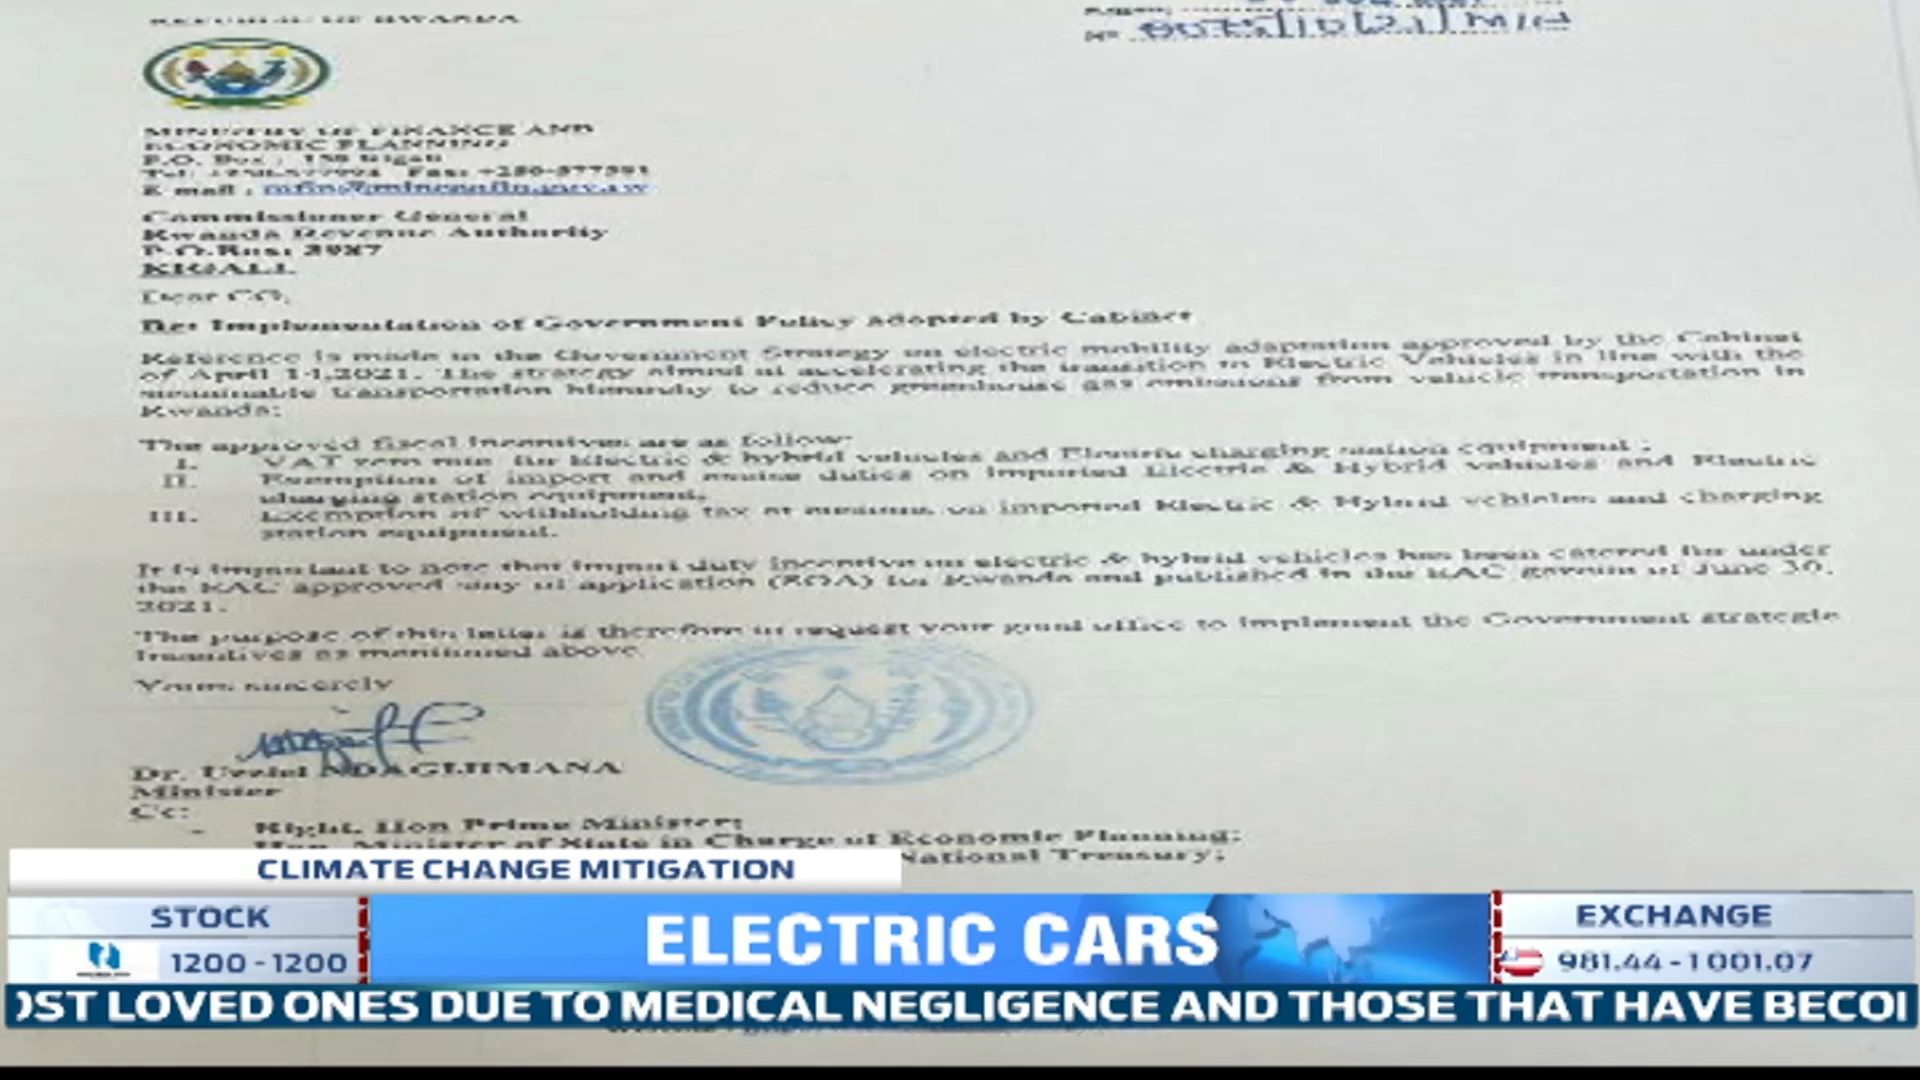 REPUBLIC OF RWANDA
MINISTRY OF FINANCE AND
ECONOMIC PLANNING
P.O. Box : 158 Kigali
Fax: +250-577581
E-mail :
Commissioner General
Rwanda Revenue Authority
P.O.Box: 3987
KIGALI
Dear CG,
Re: Implementation of Government Policy adopted by Cabinet
Reference is made to the Government Strategy on electric mobility adaptation approved by the Cabinet
of April 14,2021. The strategy aimed at accelerating the transition to Electric Vehicles in line with the
sustainable transportation hierarchy to reduce greenhouse gas emissions from vehicle transportation in
Rwanda:
The approved fiscal incentives are as follow:
I. VAT zero rate for Electric & hybrid vehicles and Electric charging station equipment ;
II. Exemption of import and excise duties on imported Electric & Hybrid vehicles and Electric
charging station equipment.
III. Exemption of withholding tax of on imported Electric & Hybrid vehicles and charging
station equipment.
It is important to note that import duty incentive on electric & hybrid vehicles has been catered for under
the EAC approved stay of application (SOA) for Rwanda and published in the EAC gazette of June 30,
2021.
The purpose of this letter is therefore to request your good office to implement the Government strategic
incentives as mentioned above.
Yours sincerely
Dr. Uzziel NDAGIJIMANA
Minister
Cc:
- Right. Hon Prime Minister;
Hon. Minister of State in Charge of Economic Planning;
National Treasury;
CLIMATE CHANGE MITIGATION
STOCK
1200 - 1200
ELECTRIC CARS
EXCHANGE
981.44 - 1 001.07
OST LOVED ONES DUE TO MEDICAL NEGLIGENCE AND THOSE THAT HAVE BECO